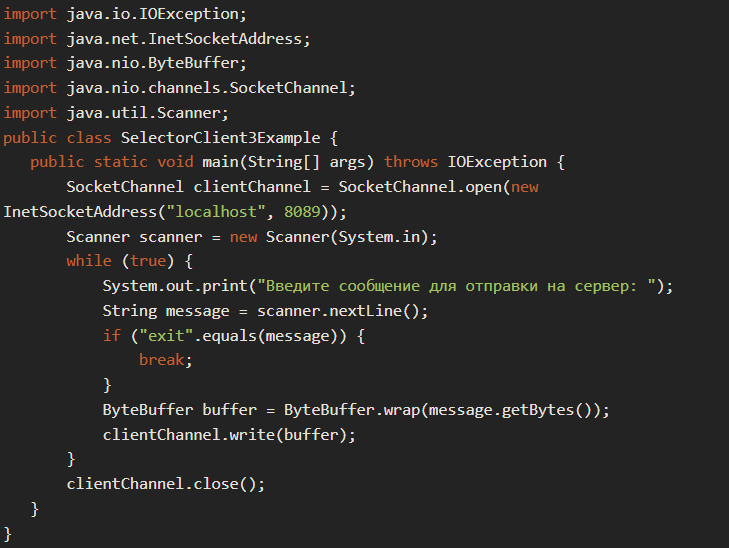 import java.io.IOException;
import java.net.InetSocketAddress;
import java.nio.ByteBuffer;
import java.nio.channels.SocketChannel;
import java.util.Scanner;
public class SelectorClient3Example {
   public static void main(String[] args) throws IOException {
       SocketChannel clientChannel = SocketChannel.open(new
InetSocketAddress("localhost", 8089));
       Scanner scanner = new Scanner(System.in);
       while (true) {
           System.out.print("Введите сообщение для отправки на сервер: ");
           String message = scanner.nextLine();
           if ("exit".equals(message)) {
               break;
           }
           ByteBuffer buffer = ByteBuffer.wrap(message.getBytes());
           clientChannel.write(buffer);
       }
       clientChannel.close();
   }
}